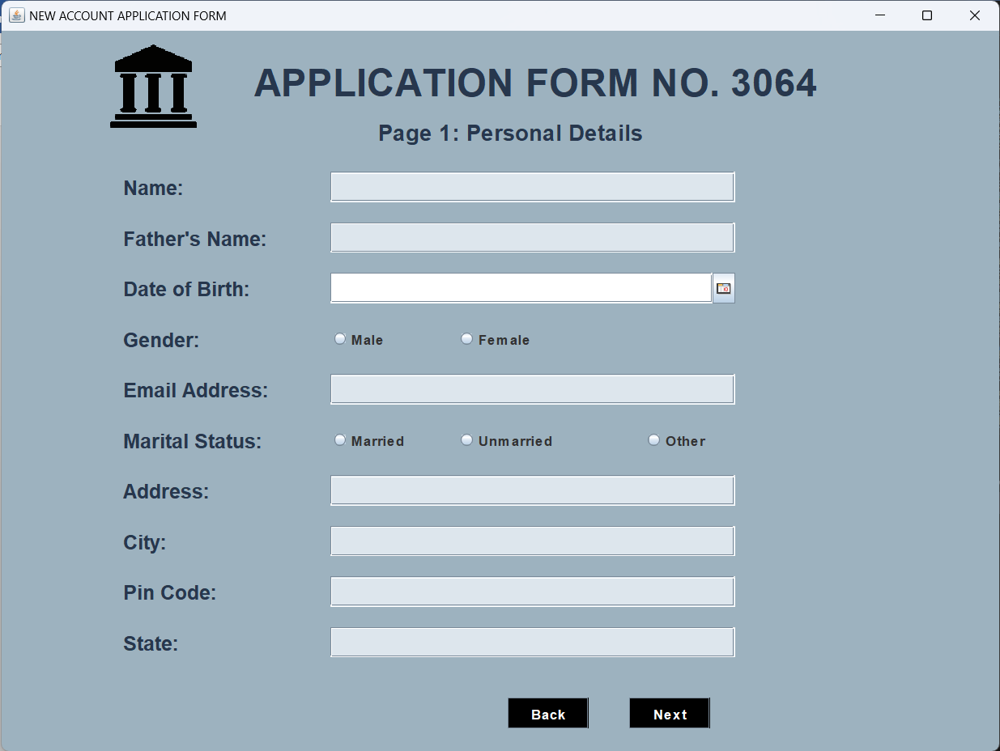 NEW ACCOUNT APPLICATION FORM
APPLICATION FORM NO. 3064
Page 1: Personal Details
Name:
Father's Name:
Date of Birth:
Gender: Male Female
Email Address:
Marital Status: Married Unmarried Other
Address:
City:
Pin Code:
State:
Back Next